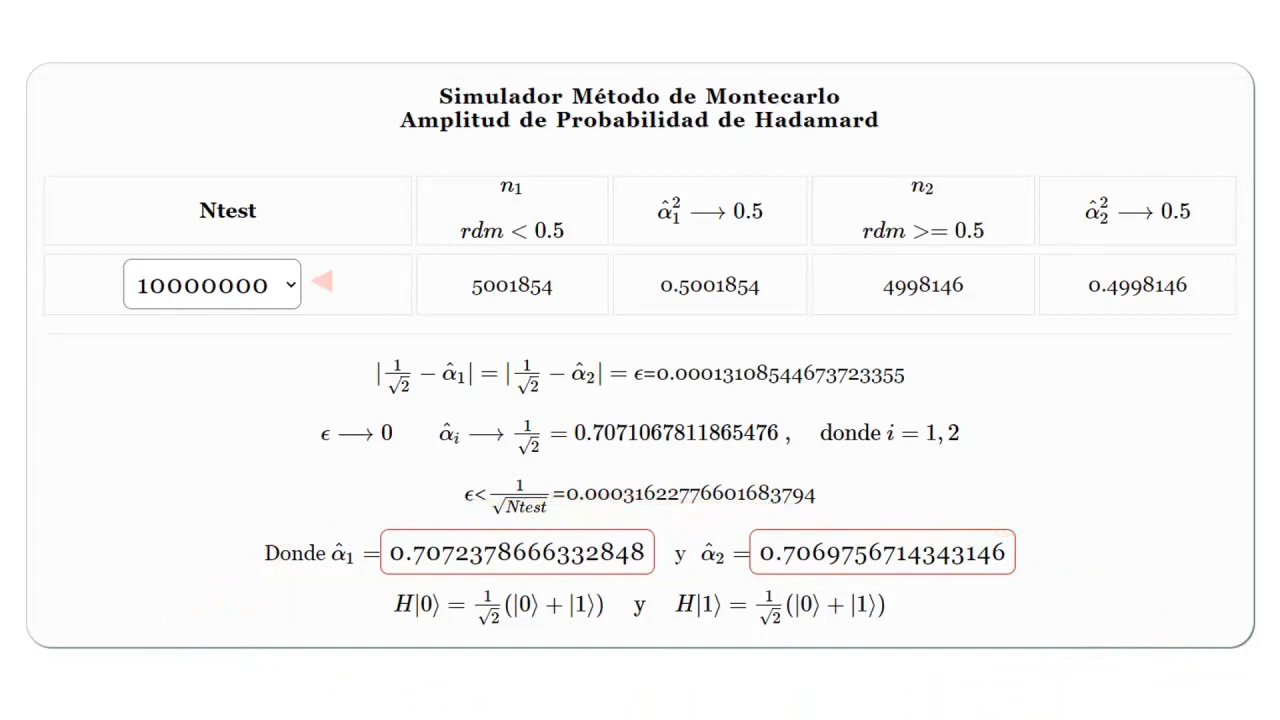 Simulador Método de Montecarlo
Amplitud de Probabilidad de Hadamard
Ntest
n₁
rdm < 0.5
α̂₁² ⟶ 0.5
n₂
rdm >= 0.5
α̂₂² ⟶ 0.5
10000000
5001854
0.5001854
4998146
0.4998146
|1/√2 − α̂₁| = |1/√2 − α̂₂| = ϵ=0.00013108544673723355
ϵ ⟶ 0 α̂ᵢ ⟶ 1/√2 = 0.7071067811865476 , donde i = 1, 2
ϵ< 1/√Ntest =0.00031622776601683794
Donde α̂₁ = 0.7072378666332848 y α̂₂ = 0.7069756714343146
H|0⟩ = 1/√2 (|0⟩ + |1⟩) y H|1⟩ = 1/√2 (|0⟩ + |1⟩)